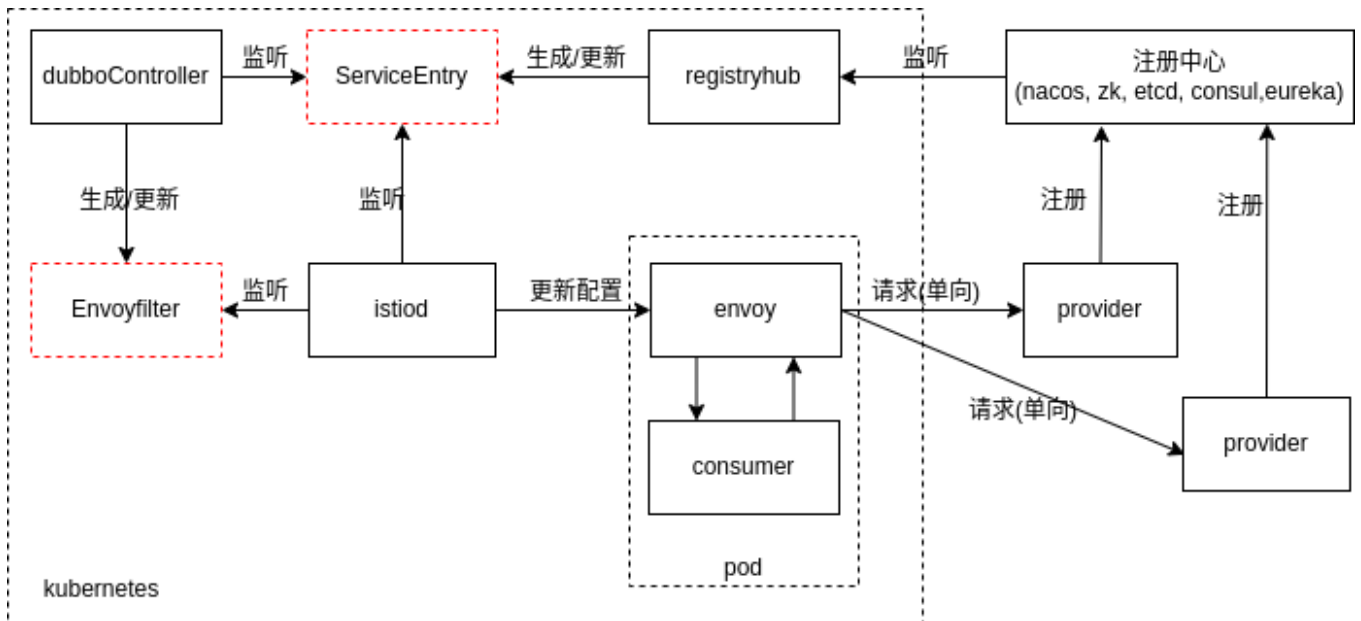 dubboController
监听
ServiceEntry
生成/更新
registryhub
监听
注册中心
(nacos, zk, etcd, consul,eureka)
生成/更新
监听
注册
注册
Envoyfilter
监听
istiod
更新配置
envoy
请求(单向)
provider
请求(单向)
provider
consumer
pod
kubernetes